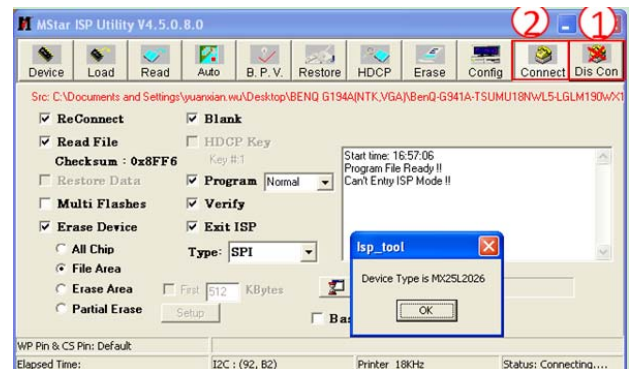 MStar ISP Utility V4.5.0.8.0
② ①
Device Load Read Auto B. P. V. Restore HDCP Erase Config Connect Dis Con
Src: C:\Documents and Settings\yuanxian.wu\Desktop\BENQ G194A(NTK,VGA)\BenQ-G941A-TSUMU18NWL5-LGLM190WX1
ReConnect Blank
Read File HDCP Key
Checksum : 0x8FF6 Key #:1
Restore Data Program Normal
Multi Flashes Verify
Erase Device Exit ISP
All Chip Type: SPI
File Area
Erase Area First 512 KBytes
Partial Erase Setup Ba
Start time: 16:57:06
Program File Ready !!
Can't Entry ISP Mode !!
Isp_tool
Device Type is MX25L2026
OK
WP Pin & CS Pin: Default
Elapsed Time: I2C : (92, B2) Printer 18KHz Status: Connecting....